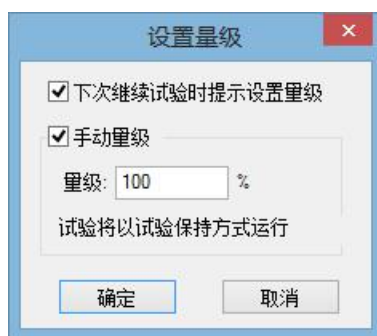 设置量级
下次继续试验时提示设置量级
手动量级
量级: 100 %
试验将以试验保持方式运行
确定 取消